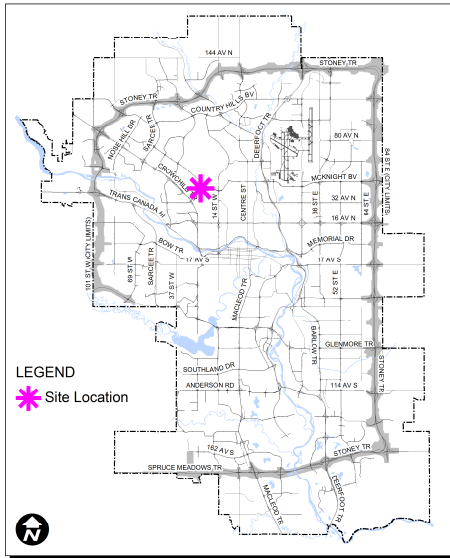 144 AV N
STONEY TR
STONEY TR
COUNTRY HILLS BV
NOSE HILL DR
SARCEE TR
DEERFOOT TR
80 AV N
84 ST E (CITY LIMITS)
MCKNIGHT BV
14 ST W
CENTRE ST
32 AV N
36 ST E
44 ST E
16 AV N
TRANS CANADA
101 ST W (CITY LIMITS)
BOW TR
MEMORIAL DR
17 AV S
17 AV S
69 ST S
SARCEE TR
37 ST W
MACLEOD TR
52 ST E
BARLOW TR
GLENMORE TR
STONEY TR
SOUTHLAND DR
ANDERSON RD
114 AV S
LEGEND
Site Location
162 AV S
STONEY TR
SPRUCE MEADOWS TR
MACLEOD TR
DEERFOOT TR
N